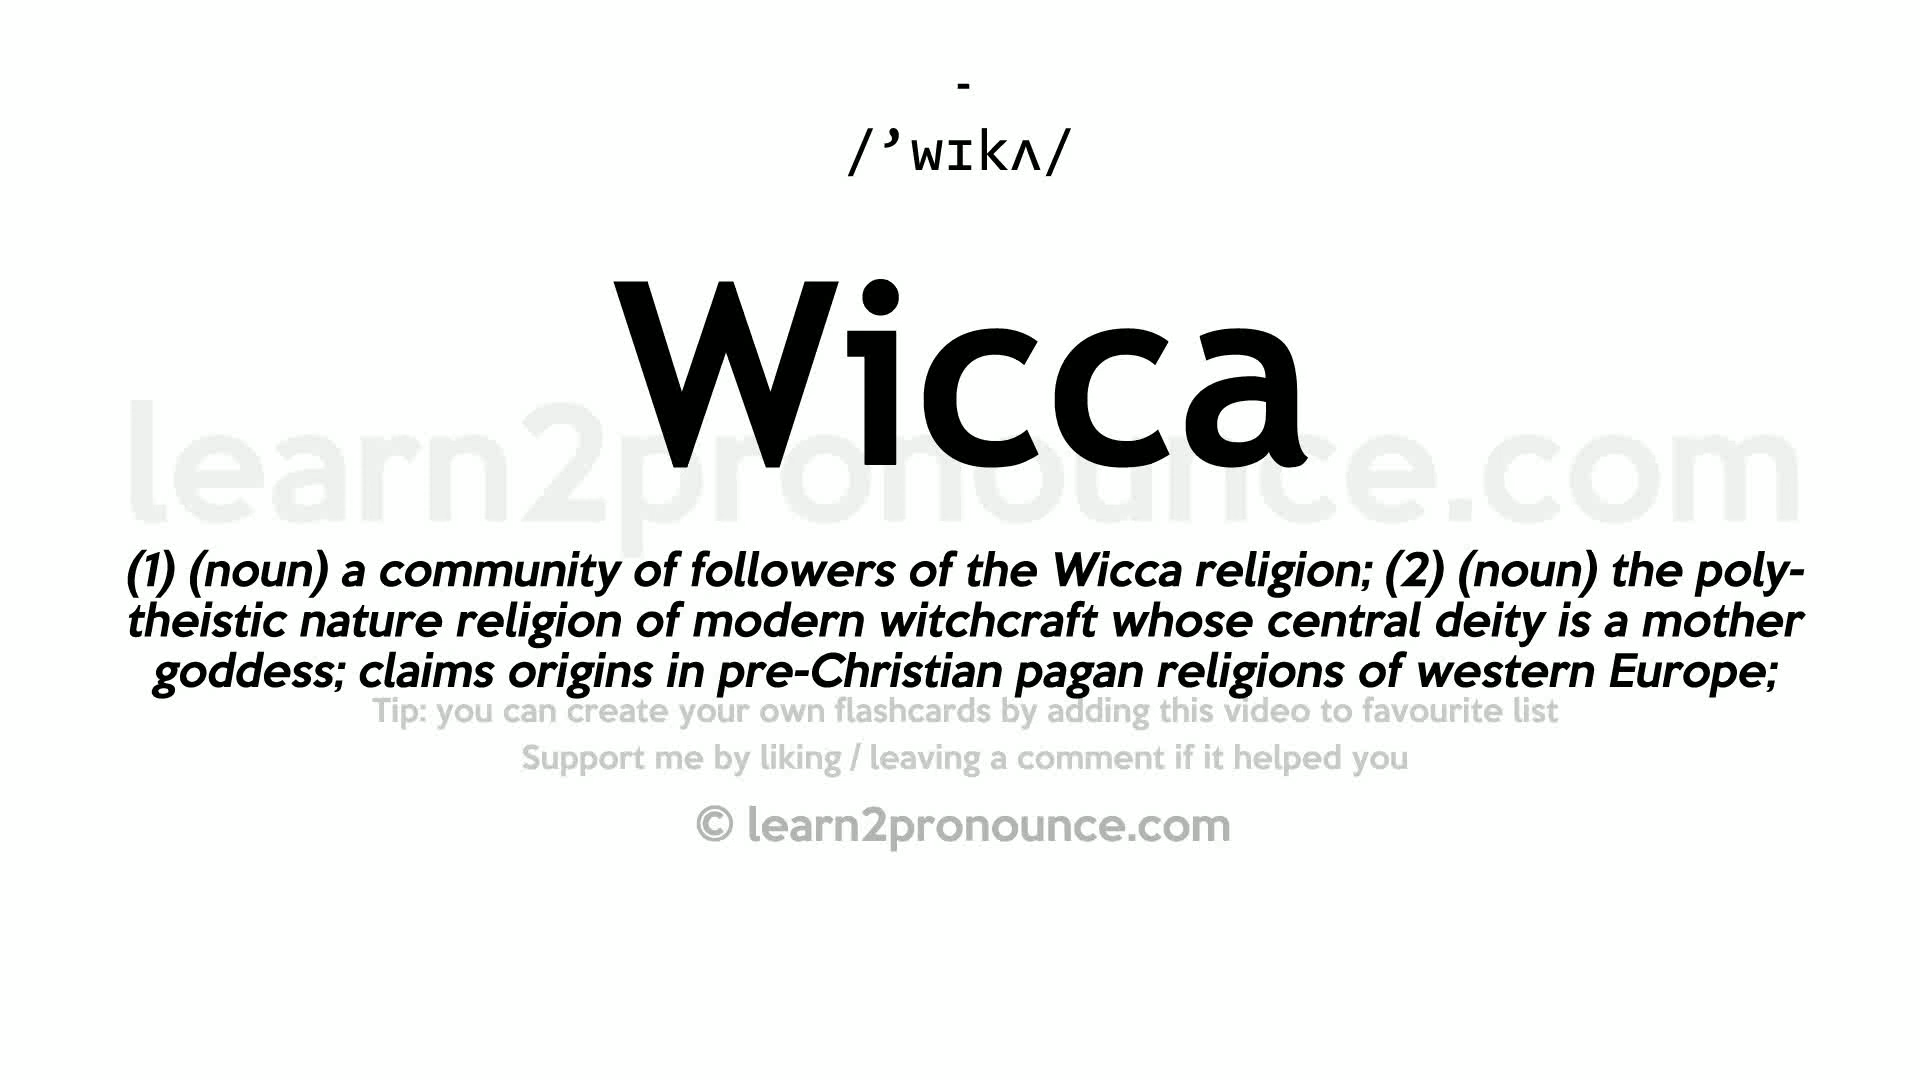 -
/’wɪkʌ/
Wicca
learn2pronounce.com
(1) (noun) a community of followers of the Wicca religion; (2) (noun) the poly-
theistic nature religion of modern witchcraft whose central deity is a mother
goddess; claims origins in pre-Christian pagan religions of western Europe;
Tip: you can create your own flashcards by adding this video to favourite list
Support me by liking / leaving a comment if it helped you
© learn2pronounce.com